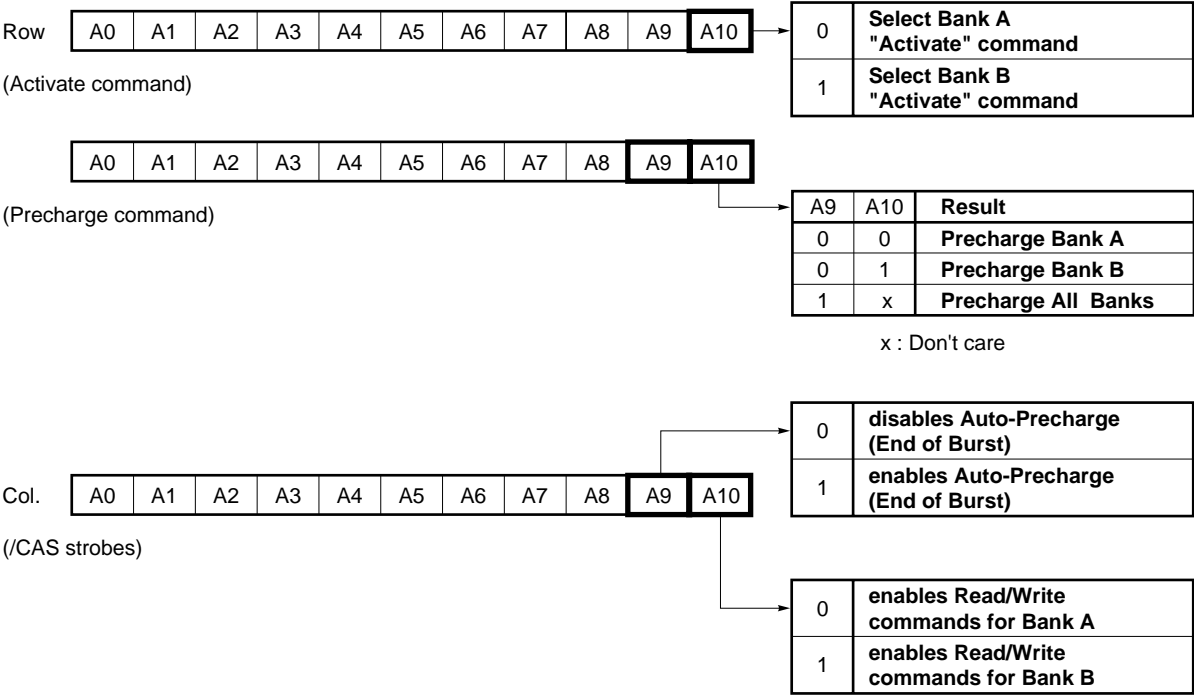 Row A0 A1 A2 A3 A4 A5 A6 A7 A8 A9 A10
0 Select Bank A
"Activate" command
1 Select Bank B
"Activate" command
(Activate command)
A0 A1 A2 A3 A4 A5 A6 A7 A8 A9 A10
(Precharge command)
A9 A10 Result
0 0 Precharge Bank A
0 1 Precharge Bank B
1 x Precharge All Banks
x : Don't care
0 disables Auto-Precharge
(End of Burst)
1 enables Auto-Precharge
(End of Burst)
Col. A0 A1 A2 A3 A4 A5 A6 A7 A8 A9 A10
(/CAS strobes)
0 enables Read/Write
commands for Bank A
1 enables Read/Write
commands for Bank B